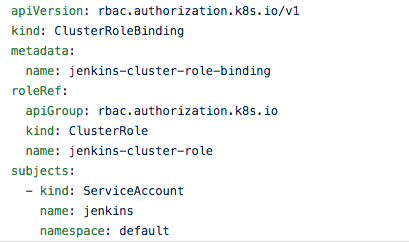 apiVersion: rbac.authorization.k8s.io/v1
kind: ClusterRoleBinding
metadata:
  name: jenkins-cluster-role-binding
roleRef:
  apiGroup: rbac.authorization.k8s.io
  kind: ClusterRole
  name: jenkins-cluster-role
subjects:
  - kind: ServiceAccount
    name: jenkins
    namespace: default